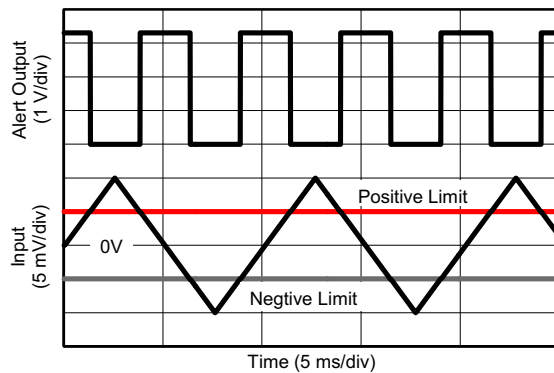 Alert Output
(1 V/div)
Positive Limit
0V
Input
(5 mV/div)
Negtive Limit
Time (5 ms/div)